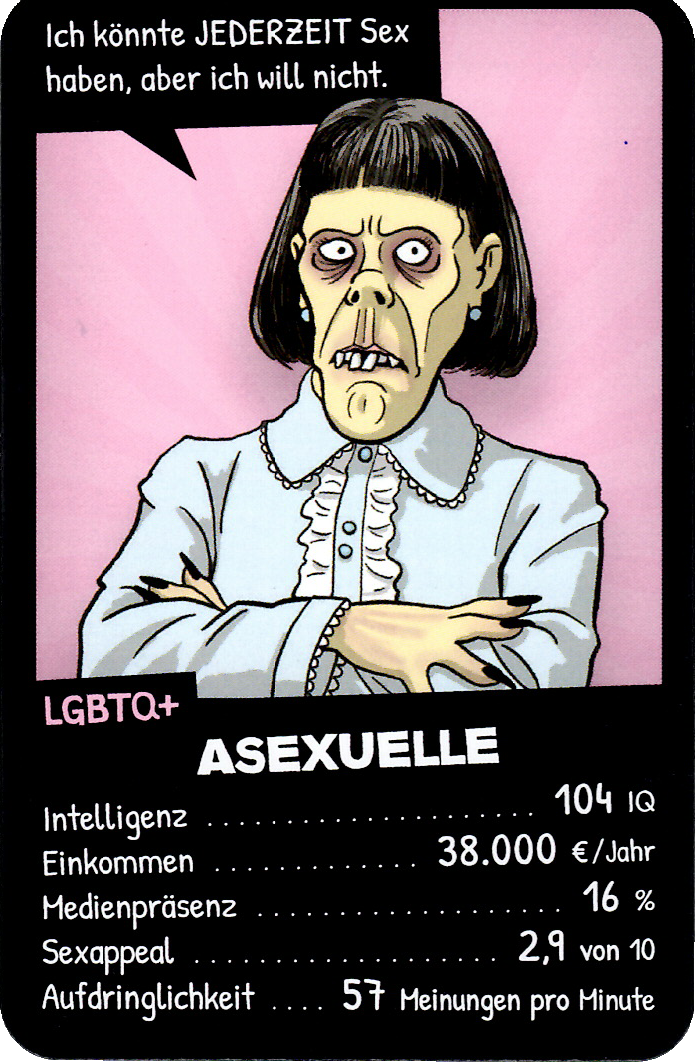 Ich könnte JEDERZEIT Sex
haben, aber ich will nicht.
LGBTQ+
ASEXUELLE
Intelligenz ..................... 104 IQ
Einkommen ............. 38.000 €/Jahr
Medienpräsenz ................... 16 %
Sexappeal ................... 2,9 von 10
Aufdringlichkeit .... 57 Meinungen pro Minute